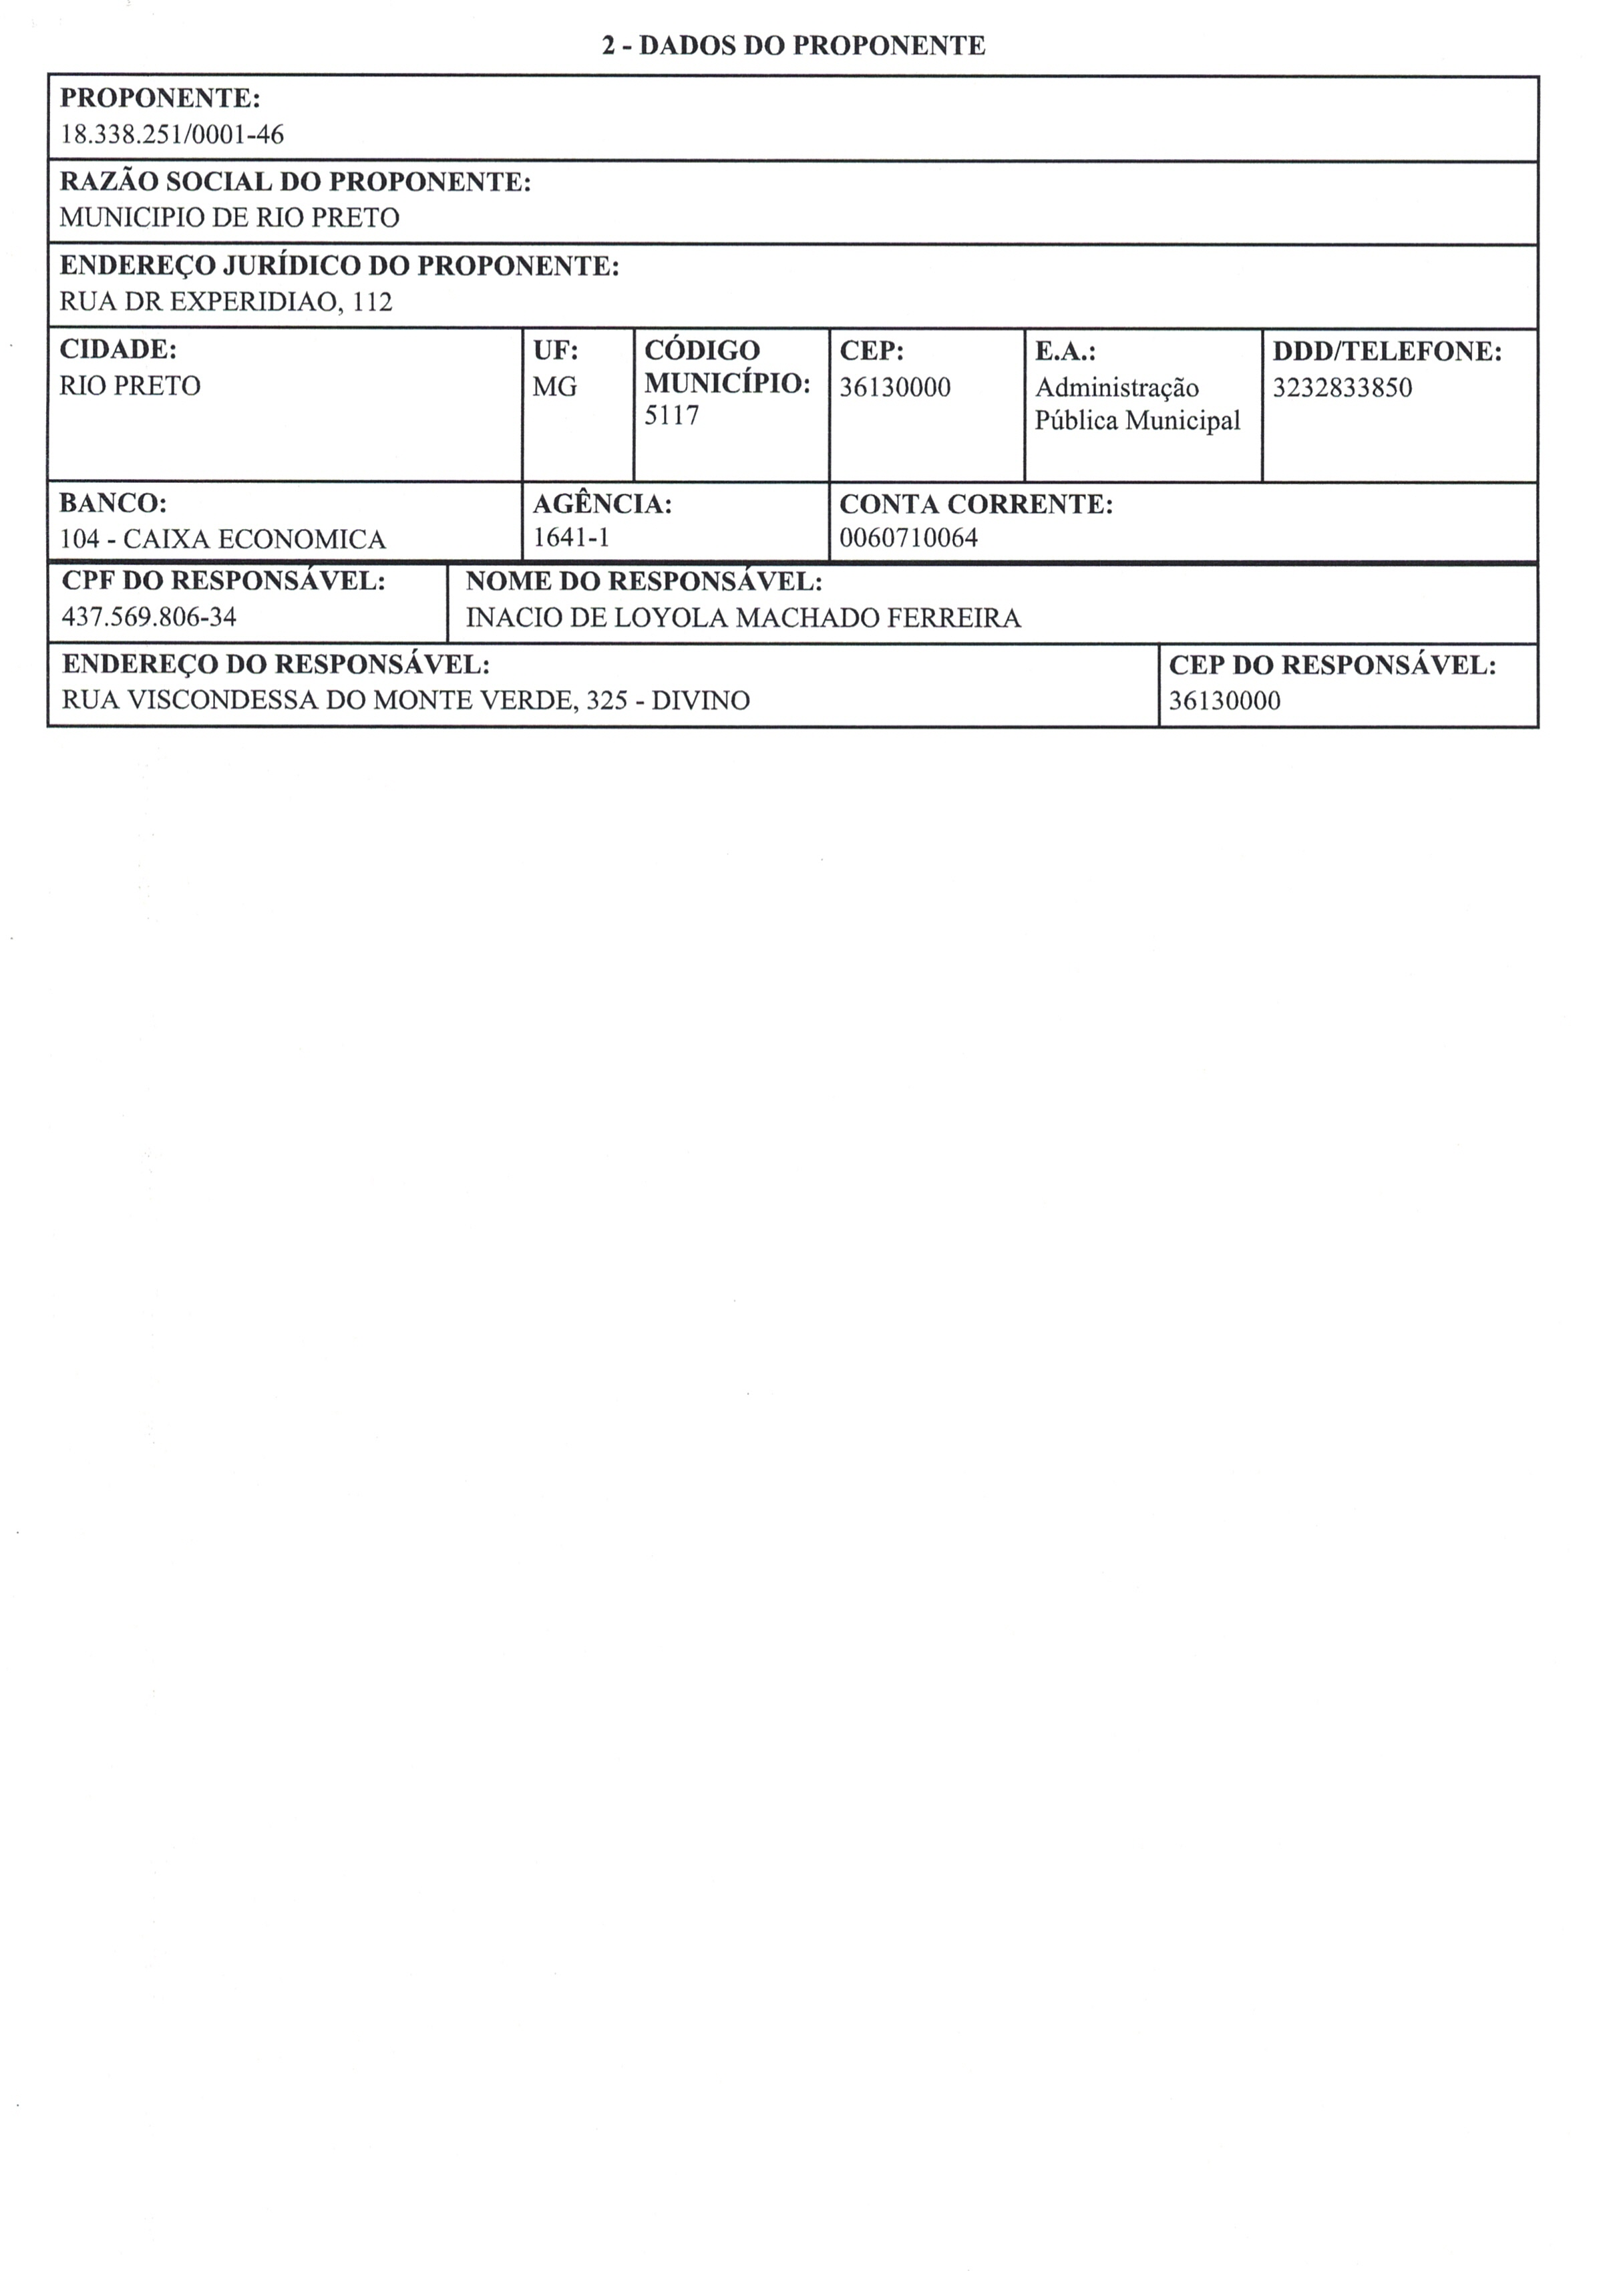 2 - DADOS DO PROPONENTE
PROPONENTE:
18.338.251/0001-46
RAZÃO SOCIAL DO PROPONENTE:
MUNICIPIO DE RIO PRETO
ENDEREÇO JURÍDICO DO PROPONENTE:
RUA DR EXPERIDIAO, 112
CIDADE:
RIO PRETO
UF:
MG
CÓDIGO
MUNICÍPIO:
5117
CEP:
36130000
E.A.:
Administração
Pública Municipal
DDD/TELEFONE:
3232833850
BANCO:
104 - CAIXA ECONOMICA
AGÊNCIA:
1641-1
CONTA CORRENTE:
0060710064
CPF DO RESPONSÁVEL:
437.569.806-34
NOME DO RESPONSÁVEL:
INACIO DE LOYOLA MACHADO FERREIRA
ENDEREÇO DO RESPONSÁVEL:
RUA VISCONDESSA DO MONTE VERDE, 325 - DIVINO
CEP DO RESPONSÁVEL:
36130000